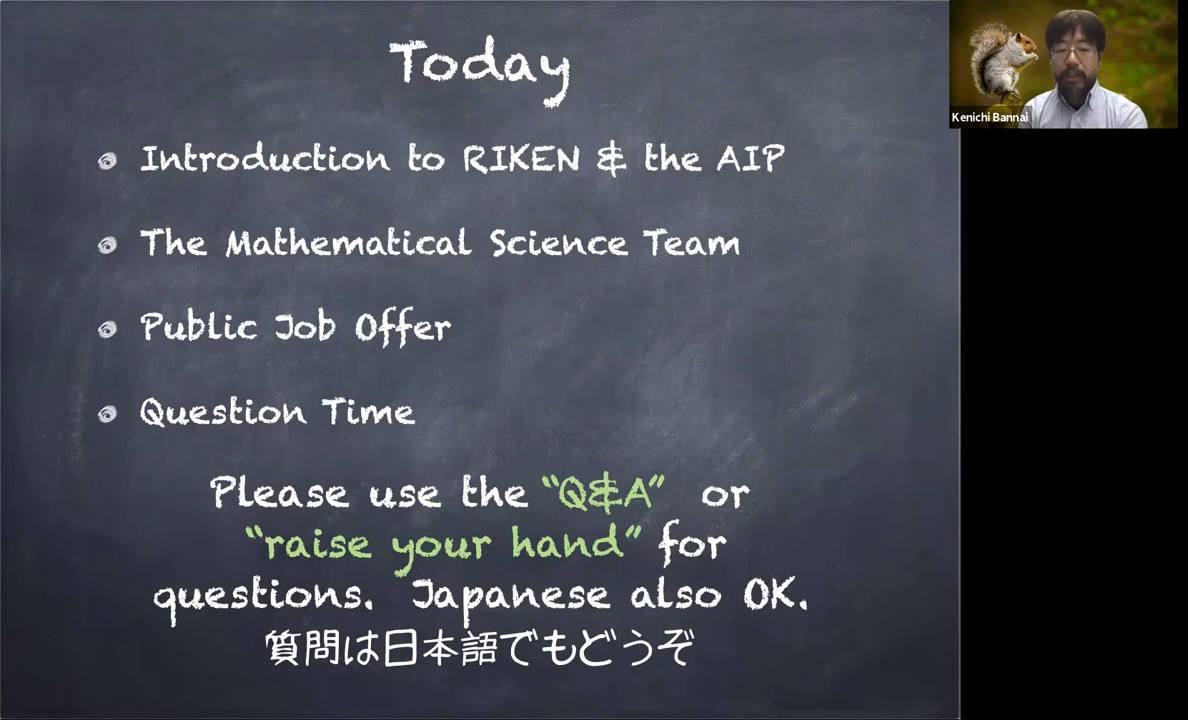 Today
Introduction to RIKEN & the AIP
The Mathematical Science Team
Public Job Offer
Question Time
Please use the “Q&A” or
“raise your hand” for
questions. Japanese also OK.
質問は日本語でもどうぞ
Kenichi Bannai